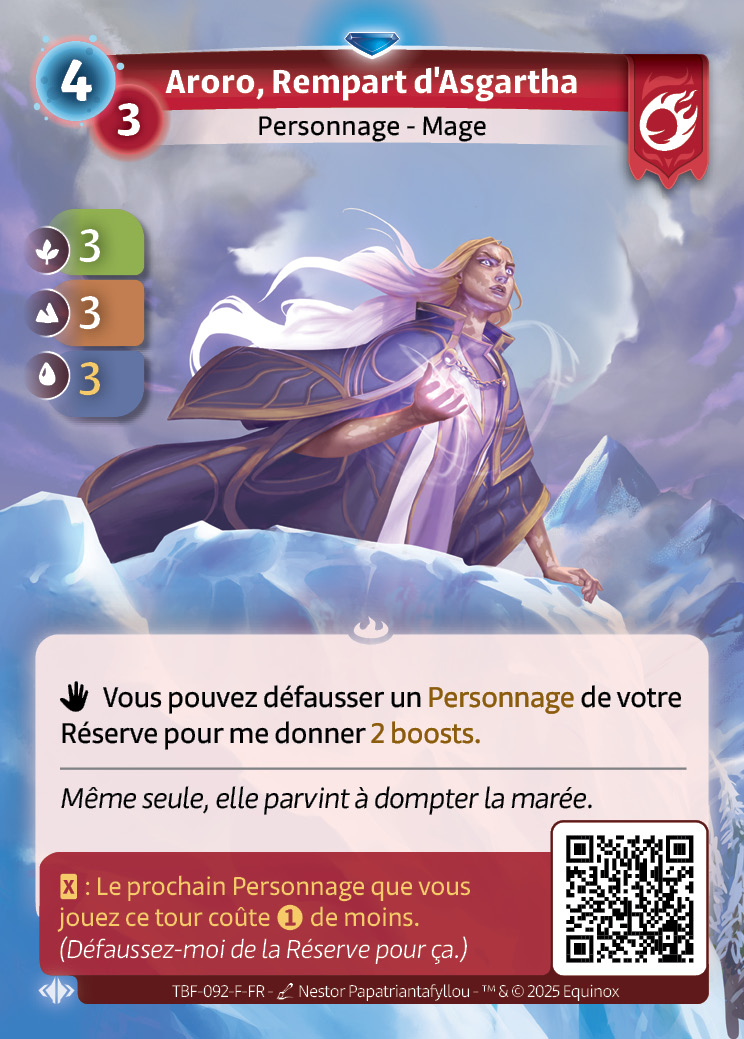 4
Aroro, Rempart d'Asgartha
3
Personnage - Mage
3
3
3
Vous pouvez défausser un Personnage de votre
Réserve pour me donner 2 boosts.
Même seule, elle parvint à dompter la marée.
X : Le prochain Personnage que vous
jouez ce tour coûte 1 de moins.
(Défaussez-moi de la Réserve pour ça.)
TBF-092-F-FR - Nestor Papatriantafyllou - ™ & © 2025 Equinox